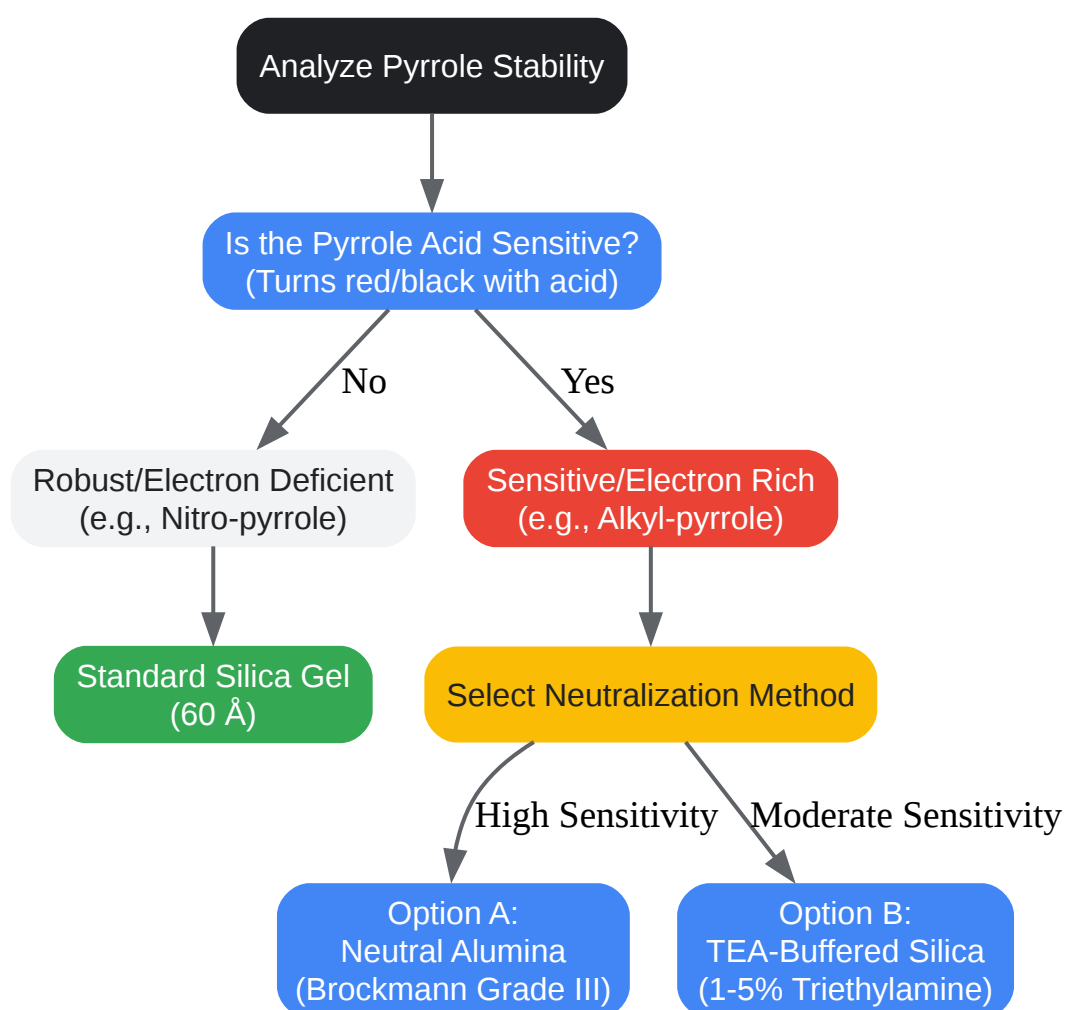 Analyze Pyrrole Stability
Is the Pyrrole Acid Sensitive?
(Turns red/black with acid)
No
Yes
Robust/Electron Deficient
(e.g., Nitro-pyrrole)
Sensitive/Electron Rich
(e.g., Alkyl-pyrrole)
Standard Silica Gel
(60 Å)
Select Neutralization Method
High Sensitivity
Moderate Sensitivity
Option A:
Neutral Alumina
(Brockmann Grade III)
Option B:
TEA-Buffered Silica
(1-5% Triethylamine)